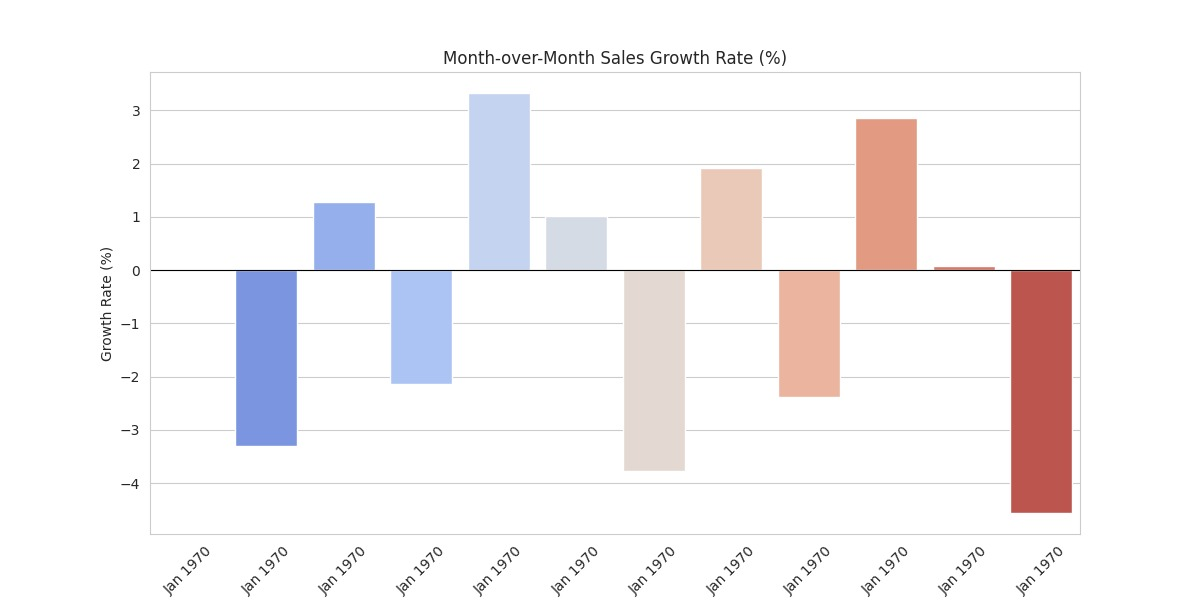 Month-over-Month Sales Growth Rate (%)
Growth Rate (%)
3
2
1
0
−1
−2
−3
−4
Jan 1970
Jan 1970
Jan 1970
Jan 1970
Jan 1970
Jan 1970
Jan 1970
Jan 1970
Jan 1970
Jan 1970
Jan 1970
Jan 1970